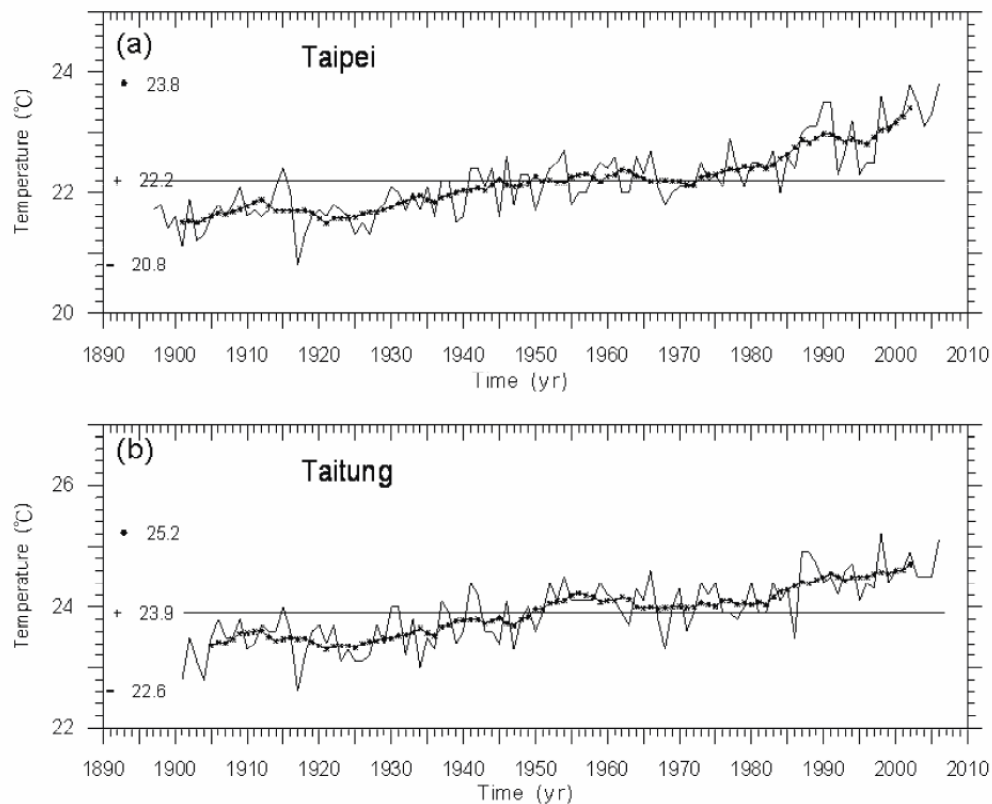 (a)
Taipei
Temperature (℃)
24
23.8
+ 22.2
22
- 20.8
20
1890 1900 1910 1920 1930 1940 1950 1960 1970 1980 1990 2000 2010
Time (yr)
(b)
Taitung
Temperature (℃)
26
25.2
+ 23.9
24
- 22.6
22
1890 1900 1910 1920 1930 1940 1950 1960 1970 1980 1990 2000 2010
Time (yr)